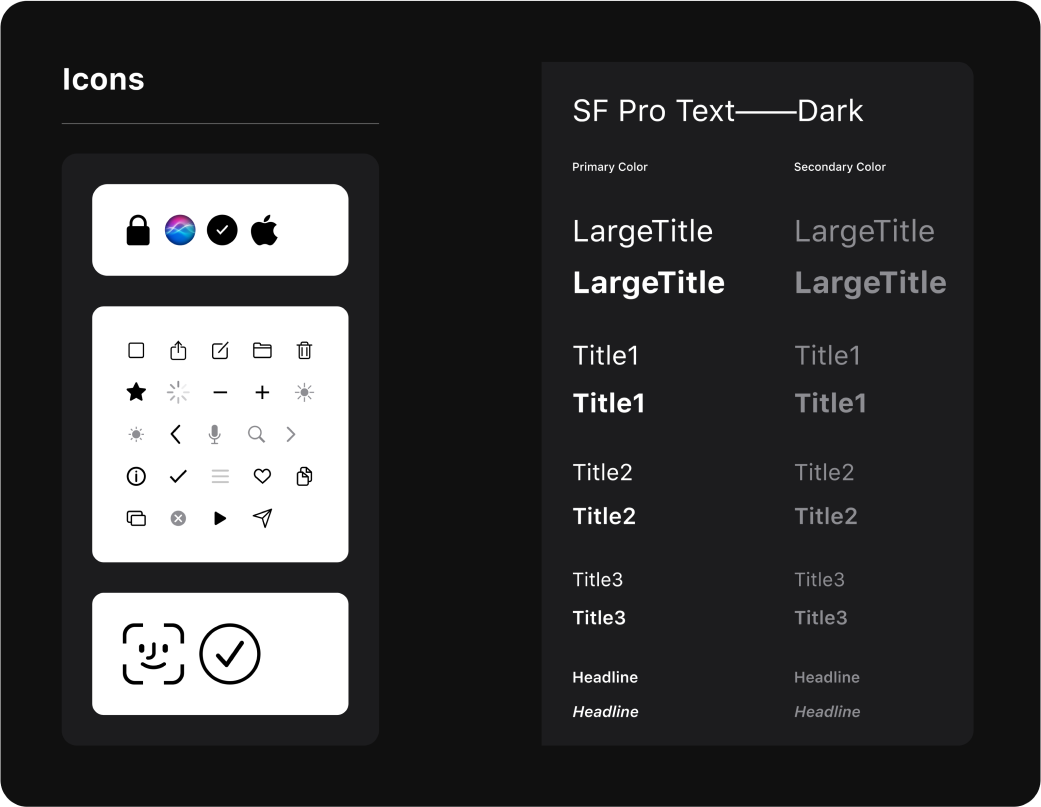 Icons
SF Pro Text——Dark
Primary Color Secondary Color
LargeTitle LargeTitle
LargeTitle LargeTitle
Title1 Title1
Title1 Title1
Title2 Title2
Title2 Title2
Title3 Title3
Title3 Title3
Headline Headline
Headline Headline